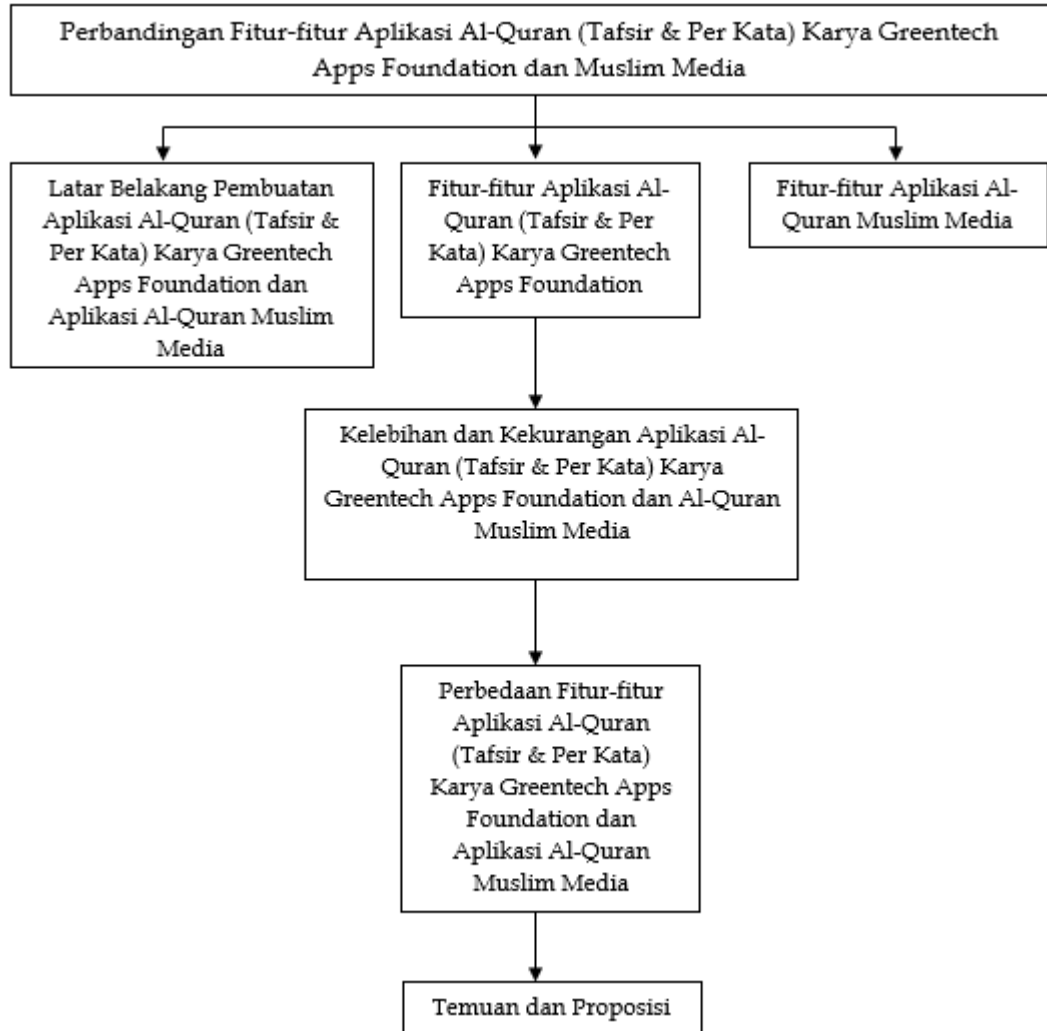 Perbandingan Fitur-fitur Aplikasi Al-Quran (Tafsir & Per Kata) Karya Greentech
Apps Foundation dan Muslim Media
Latar Belakang Pembuatan
Aplikasi Al-Quran (Tafsir &
Per Kata) Karya Greentech
Apps Foundation dan
Aplikasi Al-Quran Muslim
Media
Fitur-fitur Aplikasi Al-
Quran (Tafsir & Per
Kata) Karya Greentech
Apps Foundation
Fitur-fitur Aplikasi Al-
Quran Muslim Media
Kelebihan dan Kekurangan Aplikasi Al-
Quran (Tafsir & Per Kata) Karya
Greentech Apps Foundation dan Al-Quran
Muslim Media
Perbedaan Fitur-fitur
Aplikasi Al-Quran
(Tafsir & Per Kata)
Karya Greentech Apps
Foundation dan
Aplikasi Al-Quran
Muslim Media
Temuan dan Proposisi